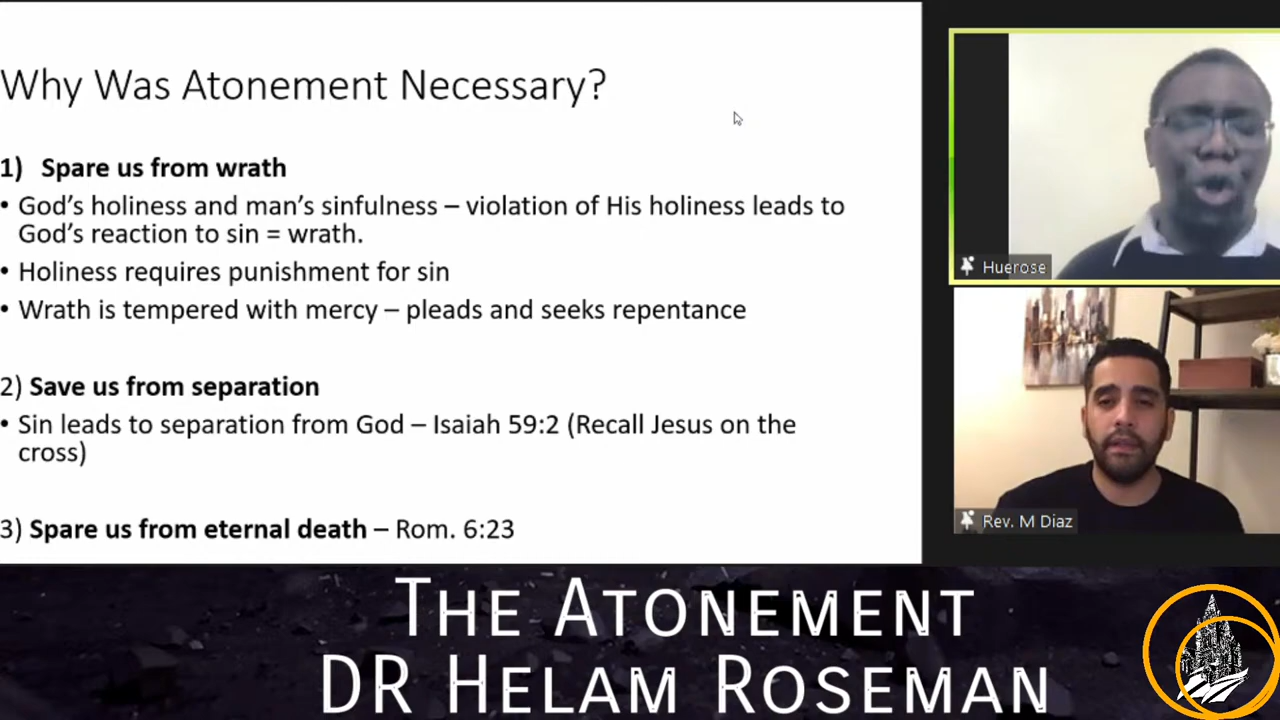 Why Was Atonement Necessary?
1) Spare us from wrath
• God's holiness and man's sinfulness – violation of His holiness leads to
God's reaction to sin = wrath.
• Holiness requires punishment for sin
• Wrath is tempered with mercy – pleads and seeks repentance
2) Save us from separation
• Sin leads to separation from God – Isaiah 59:2 (Recall Jesus on the
cross)
3) Spare us from eternal death – Rom. 6:23
Huerose
Rev. M Diaz
The Atonement
DR Helam Roseman